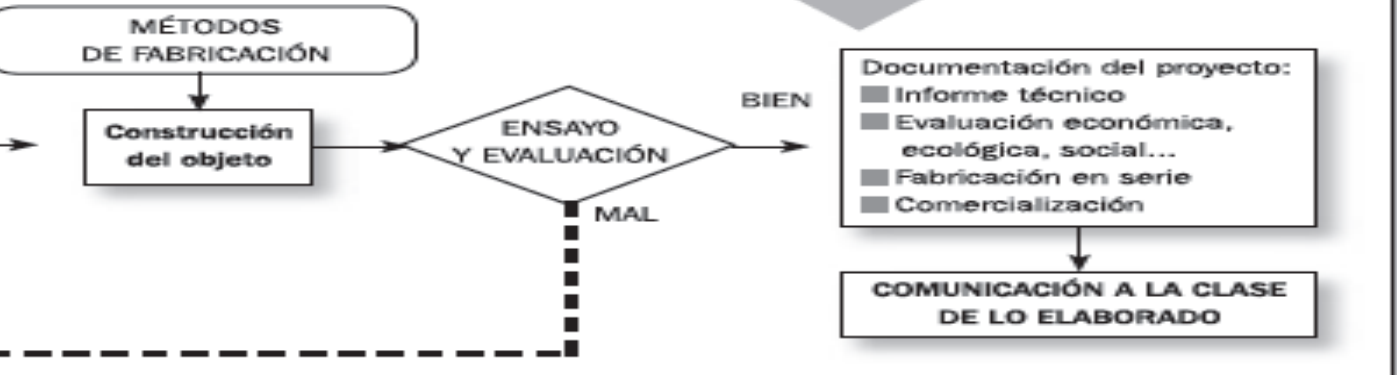 MÉTODOS
DE FABRICACIÓN
Construcción
del objeto
ENSAYO
Y EVALUACIÓN
BIEN
MAL
Documentación del proyecto:
Informe técnico
Evaluación económica,
ecológica, social...
Fabricación en serie
Comercialización
COMUNICACIÓN A LA CLASE
DE LO ELABORADO